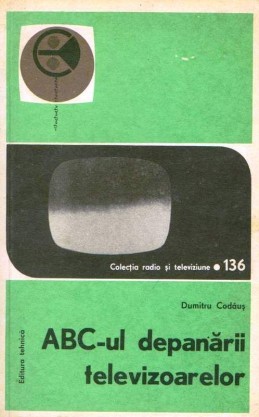 Colecția radio și televiziune • 136
Dumitru Codăuș
Editura tehnică
ABC-ul depanării
televizoarelor